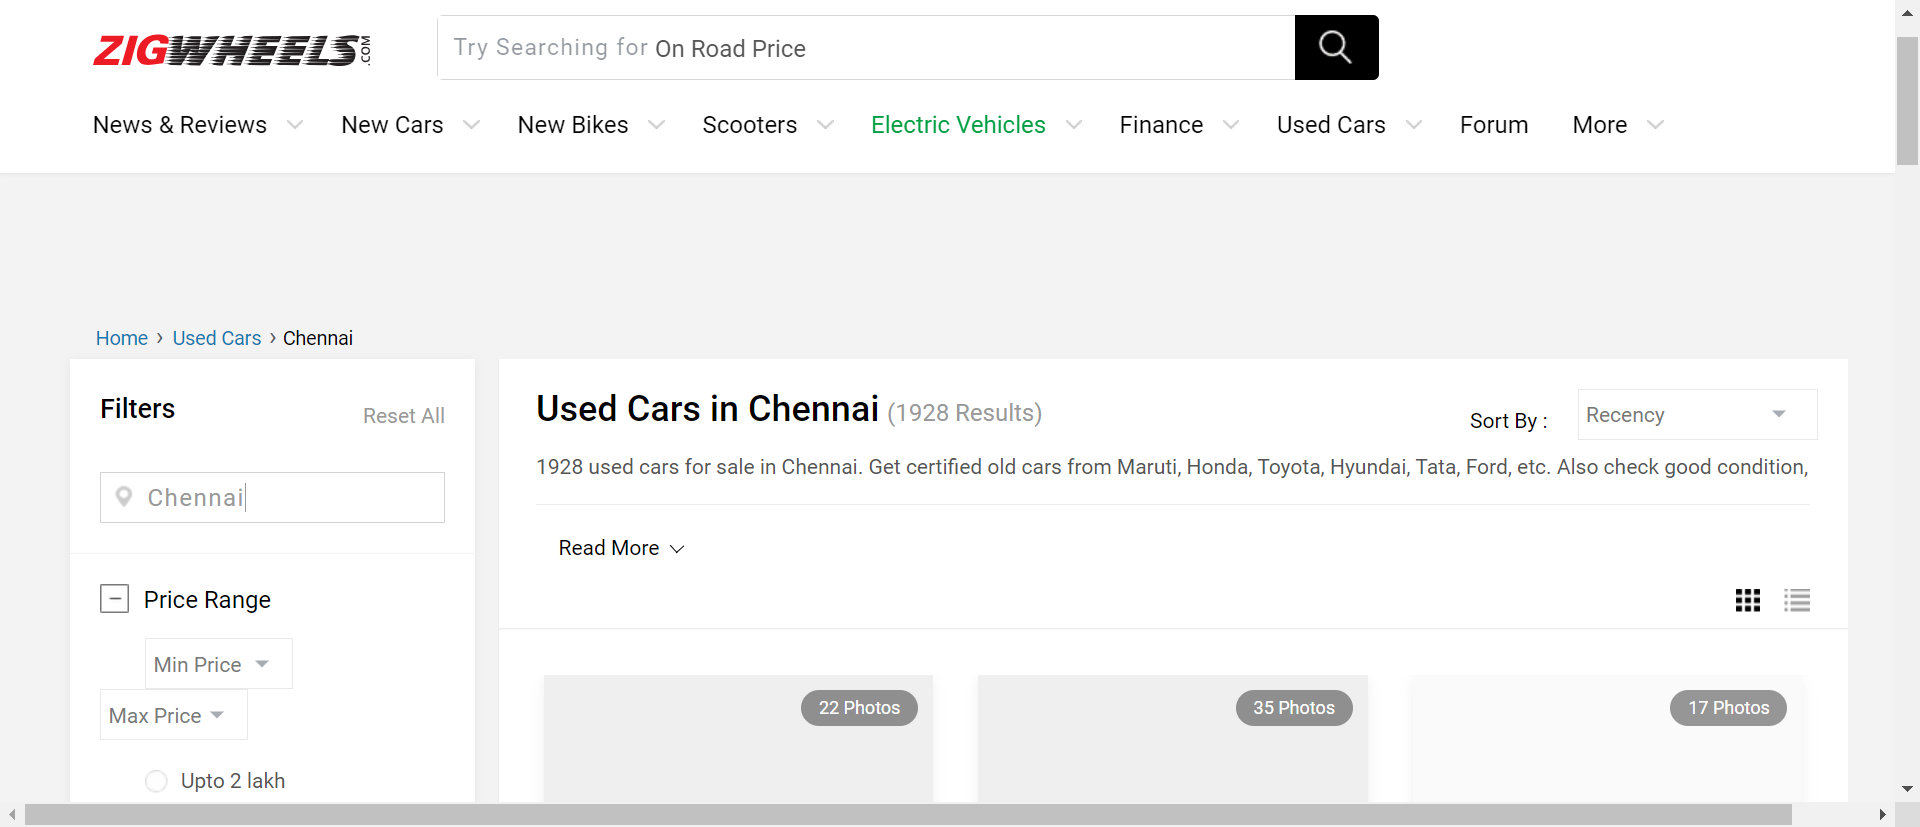 ZIGWHEELS.COM
Try Searching for On Road Price
News & Reviews New Cars New Bikes Scooters Electric Vehicles Finance Used Cars Forum More
Home › Used Cars › Chennai
Filters
Reset All
Chennai
Price Range
Min Price
Max Price
Upto 2 lakh
Used Cars in Chennai (1928 Results)
Sort By :
Recency
1928 used cars for sale in Chennai. Get certified old cars from Maruti, Honda, Toyota, Hyundai, Tata, Ford, etc. Also check good condition,
Read More
22 Photos
35 Photos
17 Photos